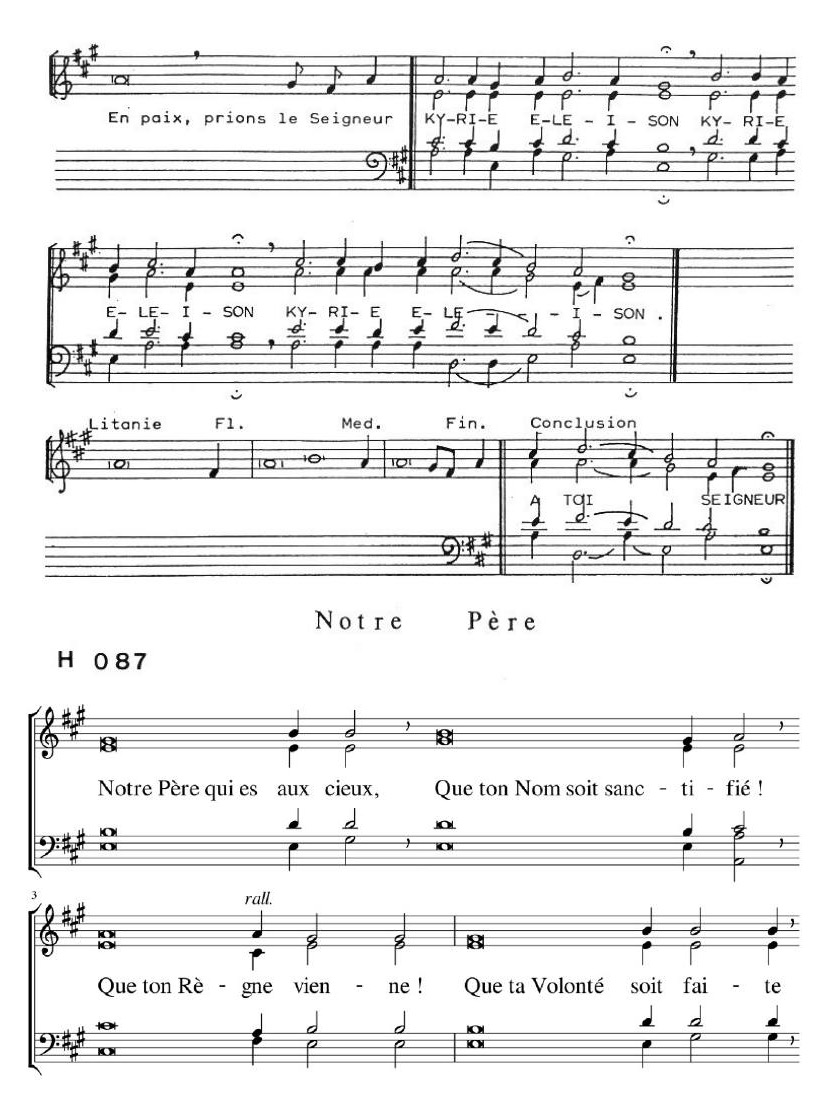 En paix, prions le Seigneur KY-RI-E E-LE - I - SON KY- RI-E
E- LE- I- SON KY- RI- E E- LE - - I - SON .
Litanie Fl. Med. Fin. Conclusion
A TOI SEIGNEUR
Notre Père
H 087
Notre Père qui es aux cieux, Que ton Nom soit sanc - ti - fié !
3
rall.
Que ton Rè - gne vien - ne ! Que ta Volonté soit fai - te